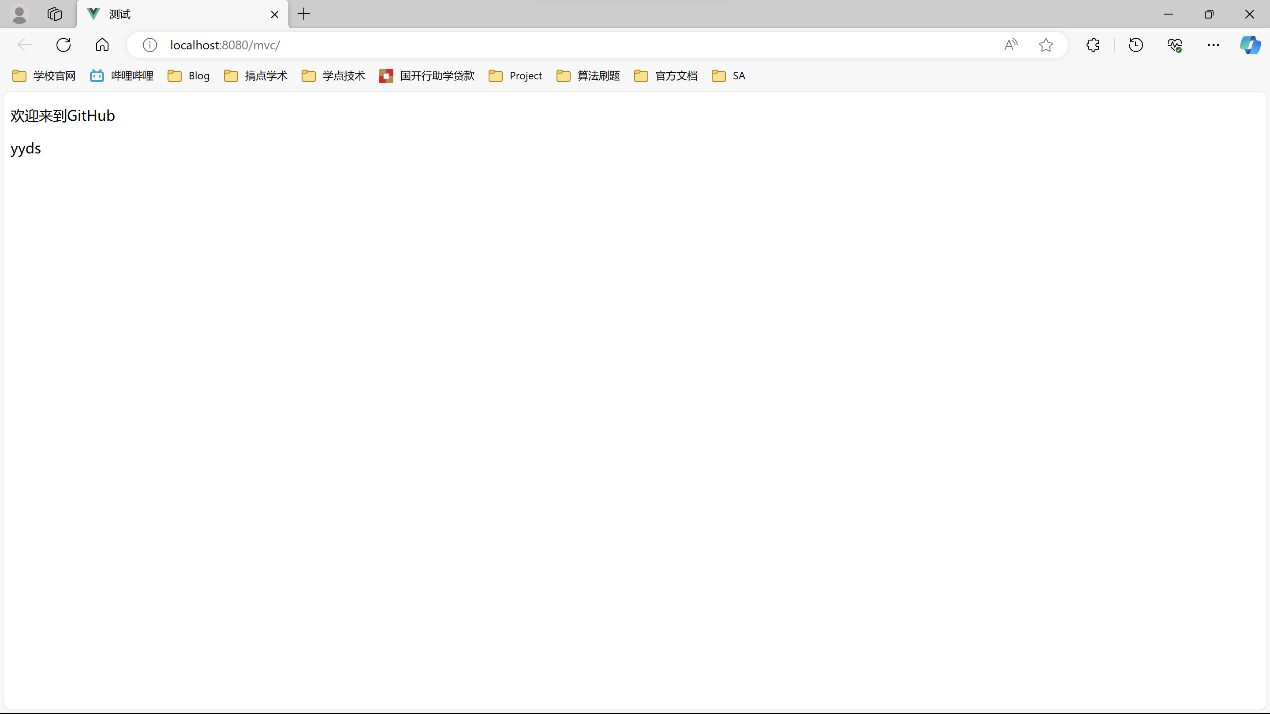 测试
localhost:8080/mvc/
学校官网 哔哩哔哩 Blog 搞点学术 学点技术 国开行助学贷款 Project 算法刷题 官方文档 SA
欢迎来到GitHub
yyds